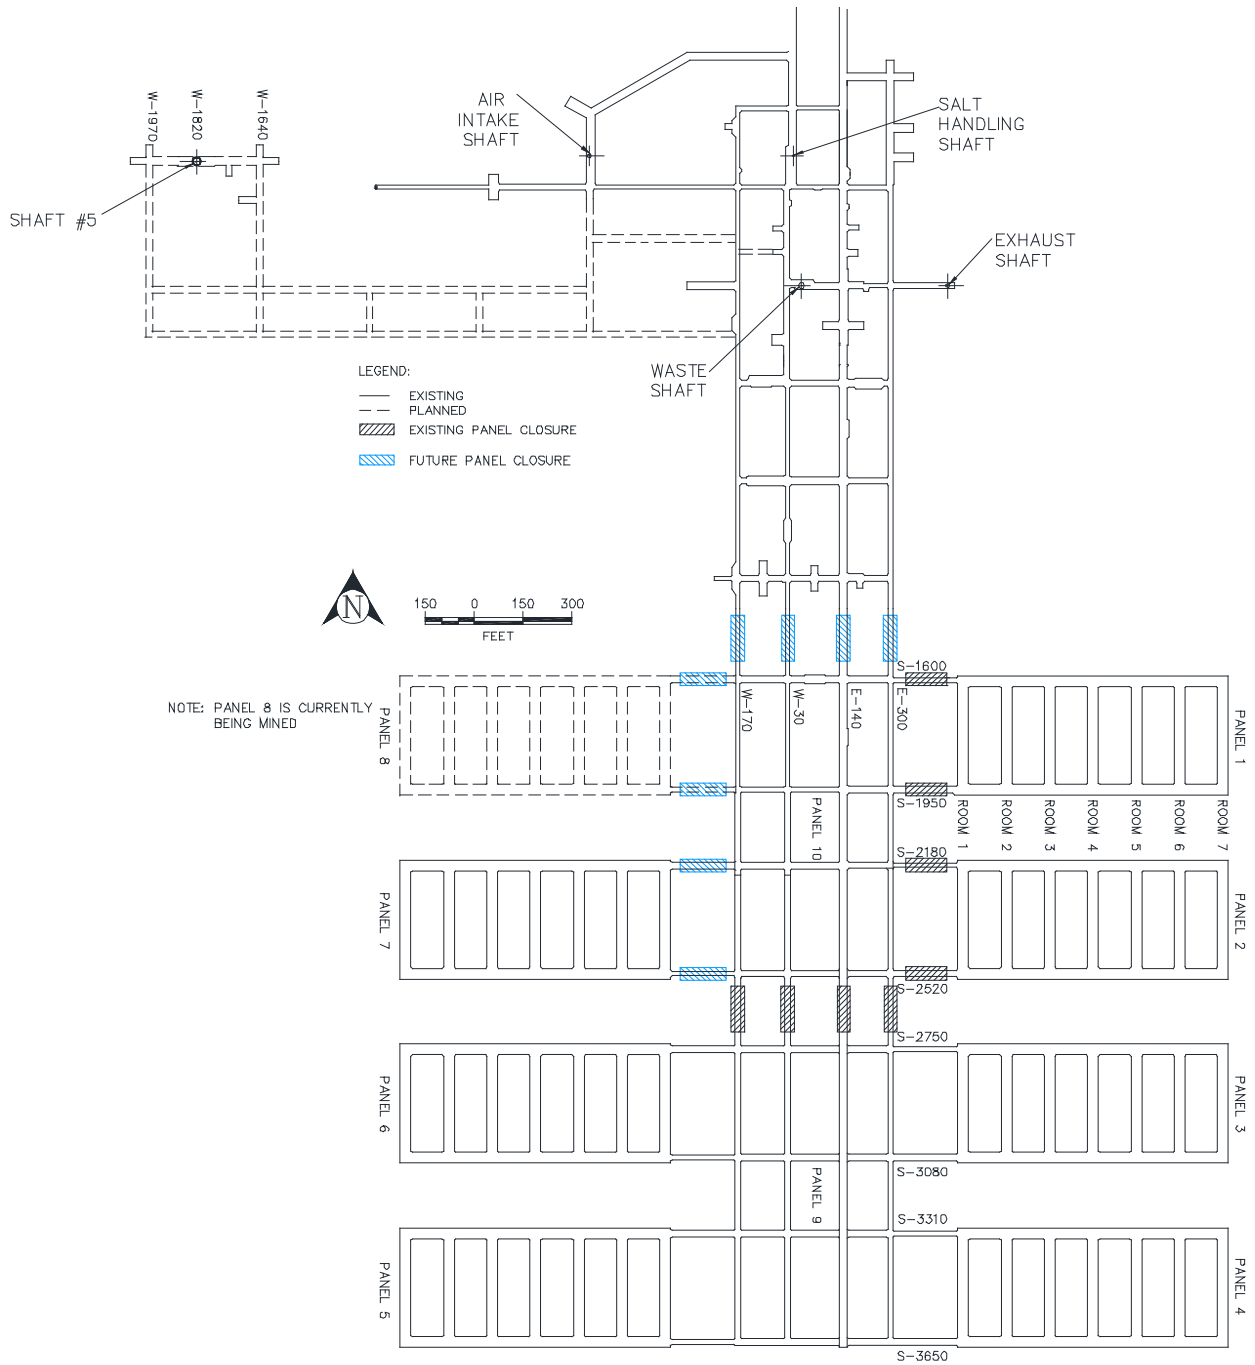 W-1970
W-1820
W-1640
AIR
INTAKE
SHAFT
SALT
HANDLING
SHAFT
SHAFT #5
EXHAUST
SHAFT
WASTE
SHAFT
LEGEND:
EXISTING
PLANNED
EXISTING PANEL CLOSURE
FUTURE PANEL CLOSURE
N
150 0 150 300
FEET
S-1600
NOTE: PANEL 8 IS CURRENTLY
BEING MINED
PANEL 8
W-170
W-30
E-140
E-300
PANEL 1
S-1950
PANEL 10
ROOM 1
ROOM 2
ROOM 3
ROOM 4
ROOM 5
ROOM 6
ROOM 7
S-2180
PANEL 7
PANEL 2
S-2520
S-2750
PANEL 6
PANEL 3
S-3080
PANEL 9
S-3310
PANEL 5
PANEL 4
S-3650